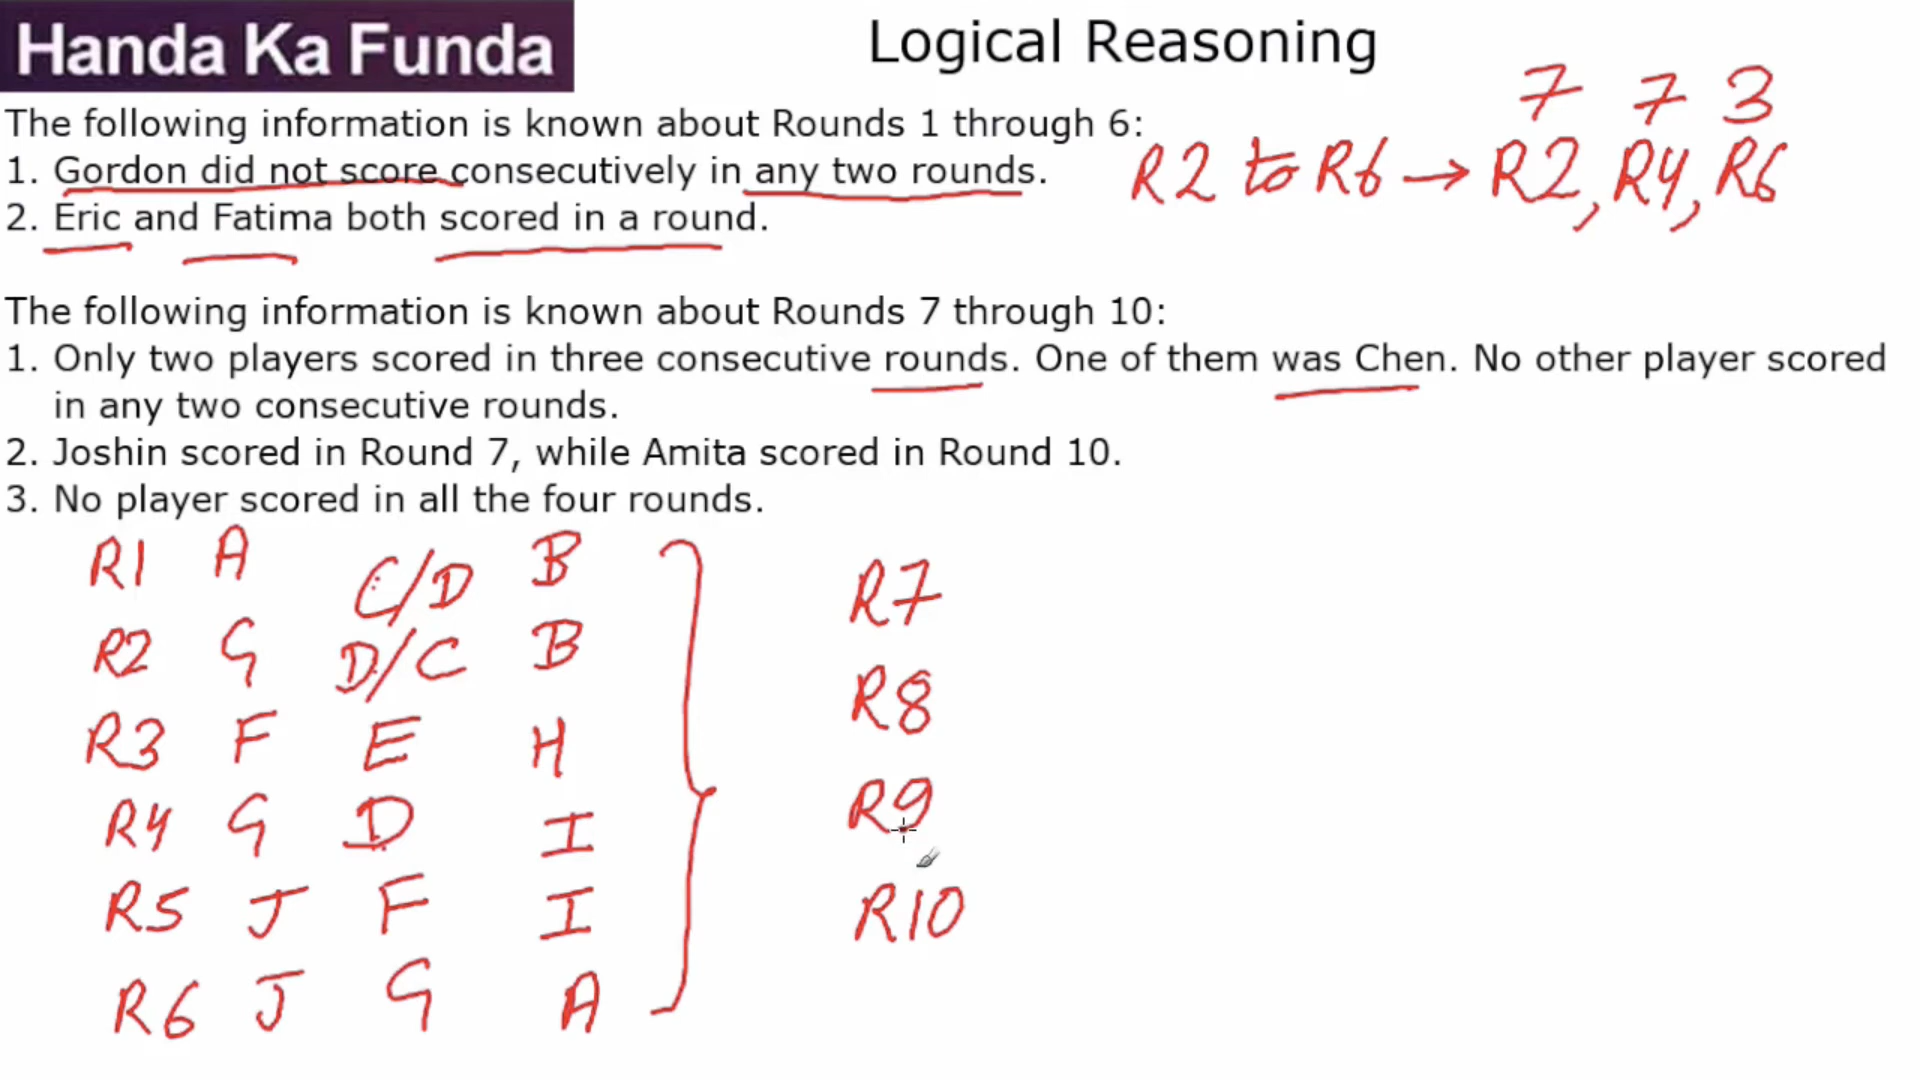 Handa Ka Funda
Logical Reasoning
7 7 3
The following information is known about Rounds 1 through 6:
R2 to R6 → R2, R4, R6
1. Gordon did not score consecutively in any two rounds.
2. Eric and Fatima both scored in a round.
The following information is known about Rounds 7 through 10:
1. Only two players scored in three consecutive rounds. One of them was Chen. No other player scored
in any two consecutive rounds.
2. Joshin scored in Round 7, while Amita scored in Round 10.
3. No player scored in all the four rounds.
R1 A C/D B
R2 G D/C B
R3 F E H
R4 G D I
R5 J F I
R6 J G A
R7
R8
R9
R10